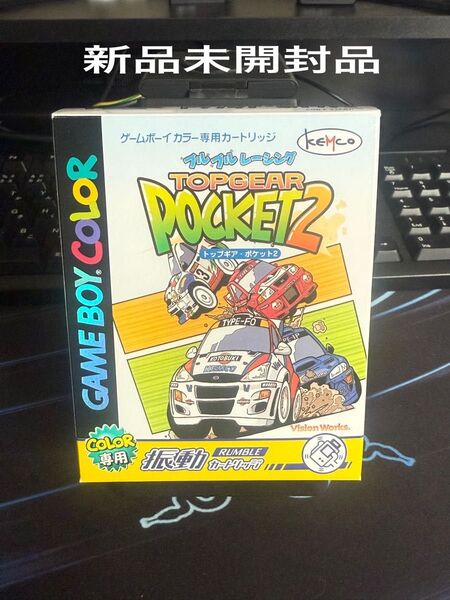 新品未開封品
ゲームボーイ カラー専用カートリッジ
KEMCO
ブルブルレーシング
TOPGEAR
POCKET2
トップギア・ポケット2
GAME BOY COLOR
13
TYPE-FO
KOTOBUKI
KEMCO
Vision Works.
COLOR
専用
振動 RUMBLE
カートリッジ